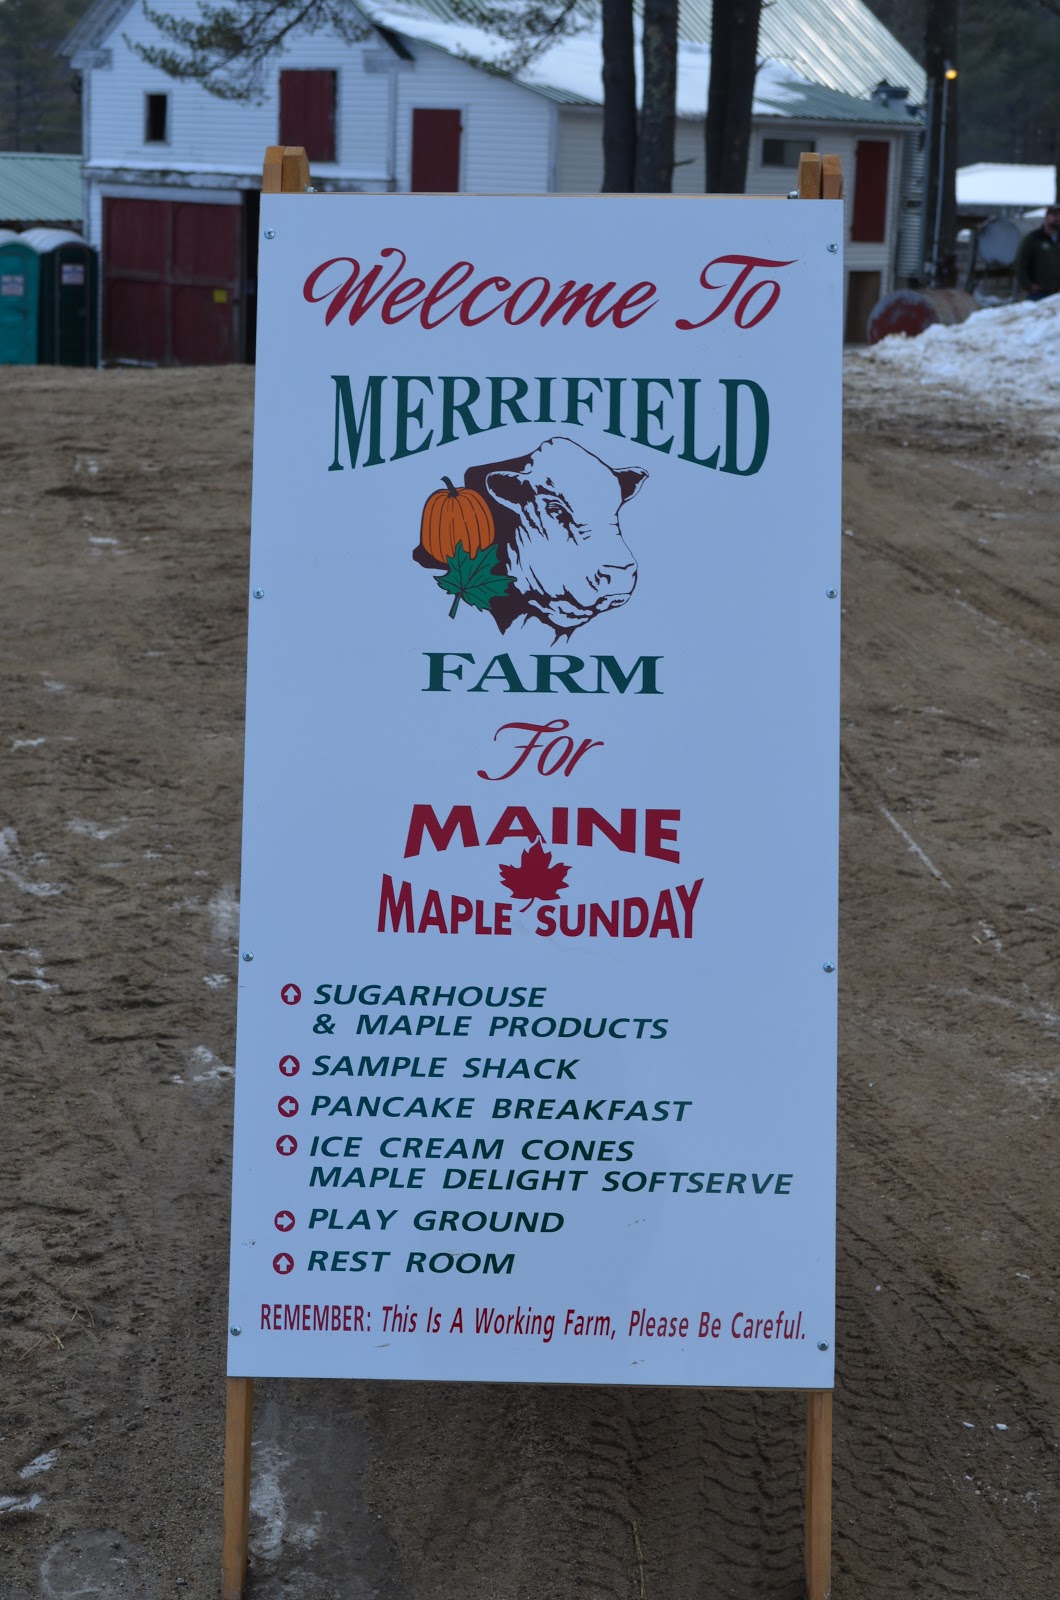 Welcome To
MERRIFIELD
FARM
For
MAINE
MAPLE SUNDAY
SUGARHOUSE
& MAPLE PRODUCTS
SAMPLE SHACK
PANCAKE BREAKFAST
ICE CREAM CONES
MAPLE DELIGHT SOFTSERVE
PLAY GROUND
REST ROOM
REMEMBER: This Is A Working Farm, Please Be Careful.